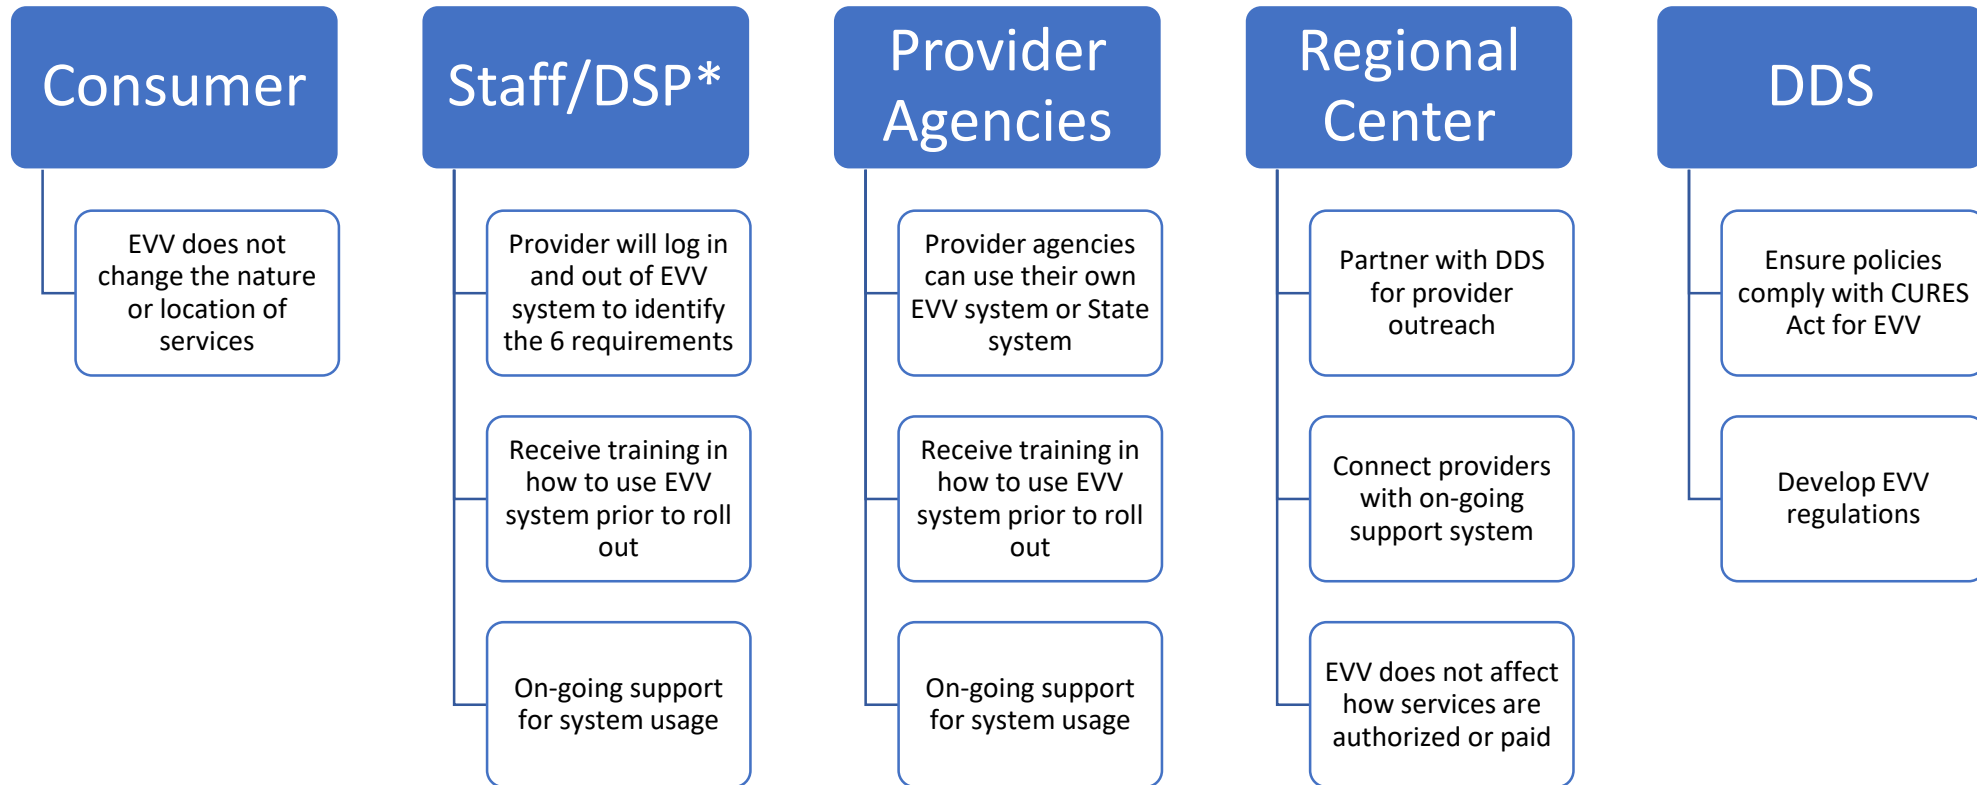 Consumer
EVV does not
change the nature
or location of
services
Staff/DSP*
Provider will log in
and out of EVV
system to identify
the 6 requirements
Receive training in
how to use EVV
system prior to roll
out
On-going support
for system usage
Provider
Agencies
Provider agencies
can use their own
EVV system or State
system
Receive training in
how to use EVV
system prior to roll
out
On-going support
for system usage
Regional
Center
Partner with DDS
for provider
outreach
Connect providers
with on-going
support system
EVV does not affect
how services are
authorized or paid
DDS
Ensure policies
comply with CURES
Act for EVV
Develop EVV
regulations